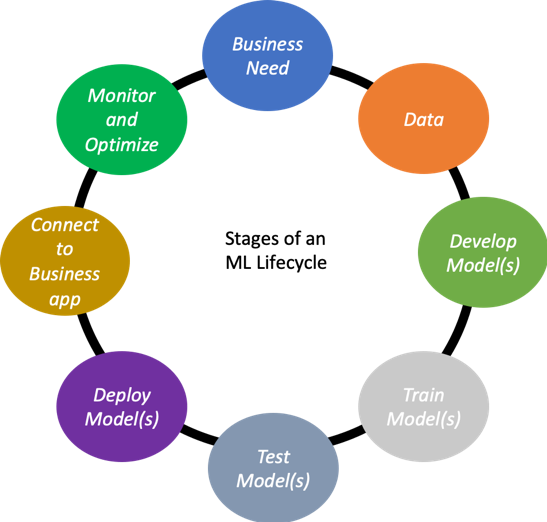 Business
Need
Data
Develop
Model(s)
Train
Model(s)
Test
Model(s)
Deploy
Model(s)
Connect
to
Business
app
Monitor
and
Optimize
Stages of an
ML Lifecycle